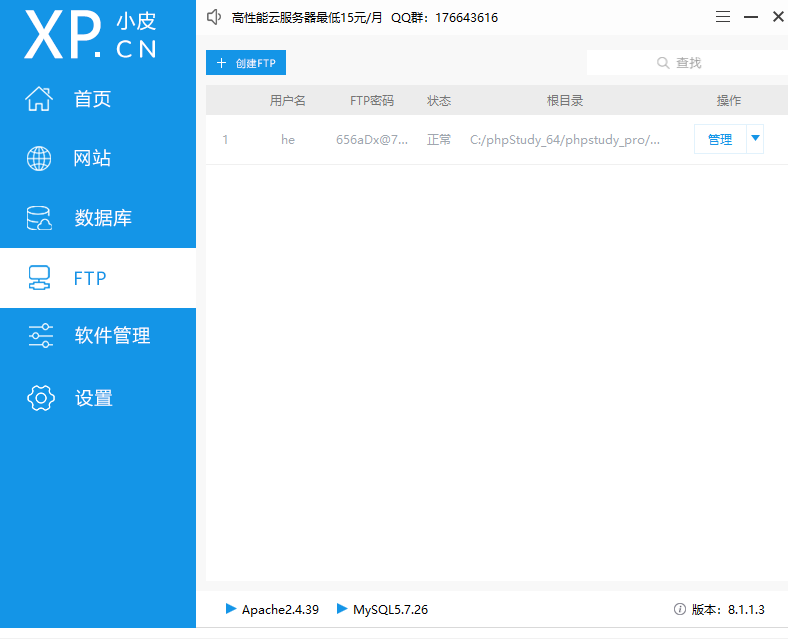 XP.CN 小皮
高性能云服务器最低15元/月 QQ群：176643616
首页
网站
数据库
FTP
软件管理
设置
创建FTP
查找
用户名 FTP密码 状态 根目录 操作
1 he 656aDx@7... 正常 C:/phpStudy_64/phpstudy_pro/... 管理
Apache2.4.39 MySQL5.7.26 版本：8.1.1.3